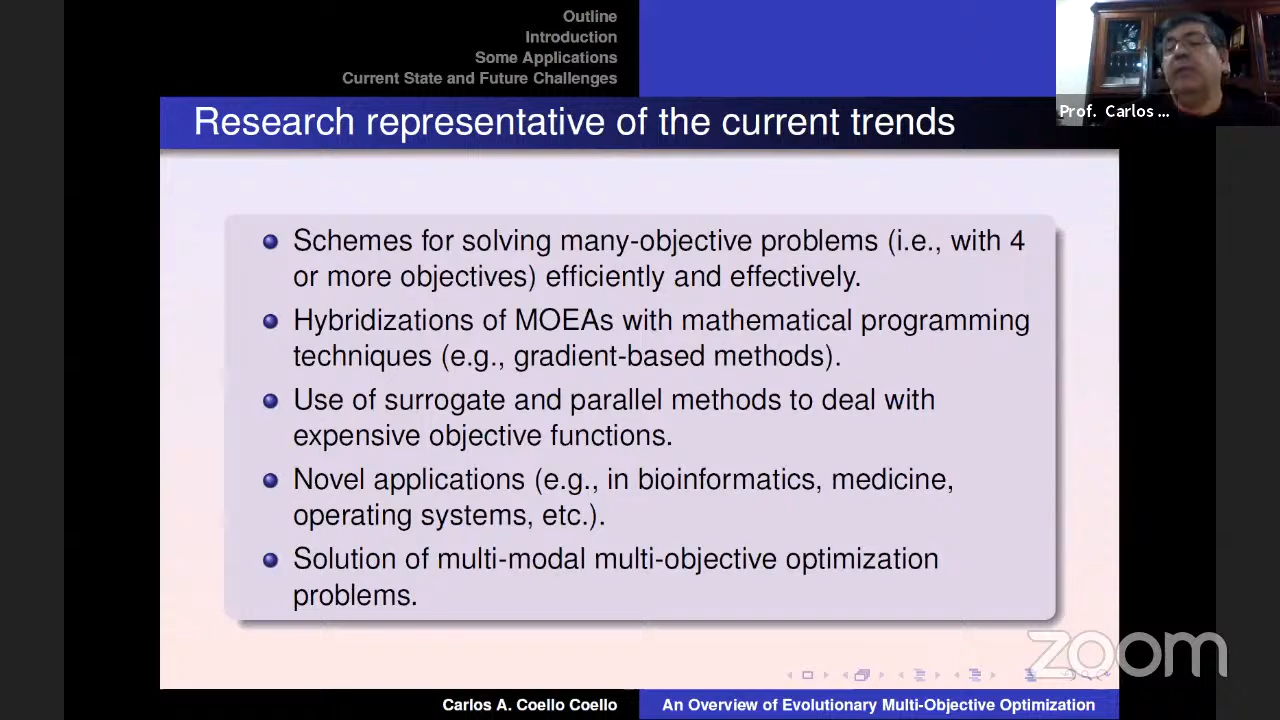 Outline
Introduction
Some Applications
Current State and Future Challenges
Prof. Carlos ...
Research representative of the current trends
Schemes for solving many-objective problems (i.e., with 4
or more objectives) efficiently and effectively.
Hybridizations of MOEAs with mathematical programming
techniques (e.g., gradient-based methods).
Use of surrogate and parallel methods to deal with
expensive objective functions.
Novel applications (e.g., in bioinformatics, medicine,
operating systems, etc.).
Solution of multi-modal multi-objective optimization
problems.
zoom
Carlos A. Coello Coello
An Overview of Evolutionary Multi-Objective Optimization